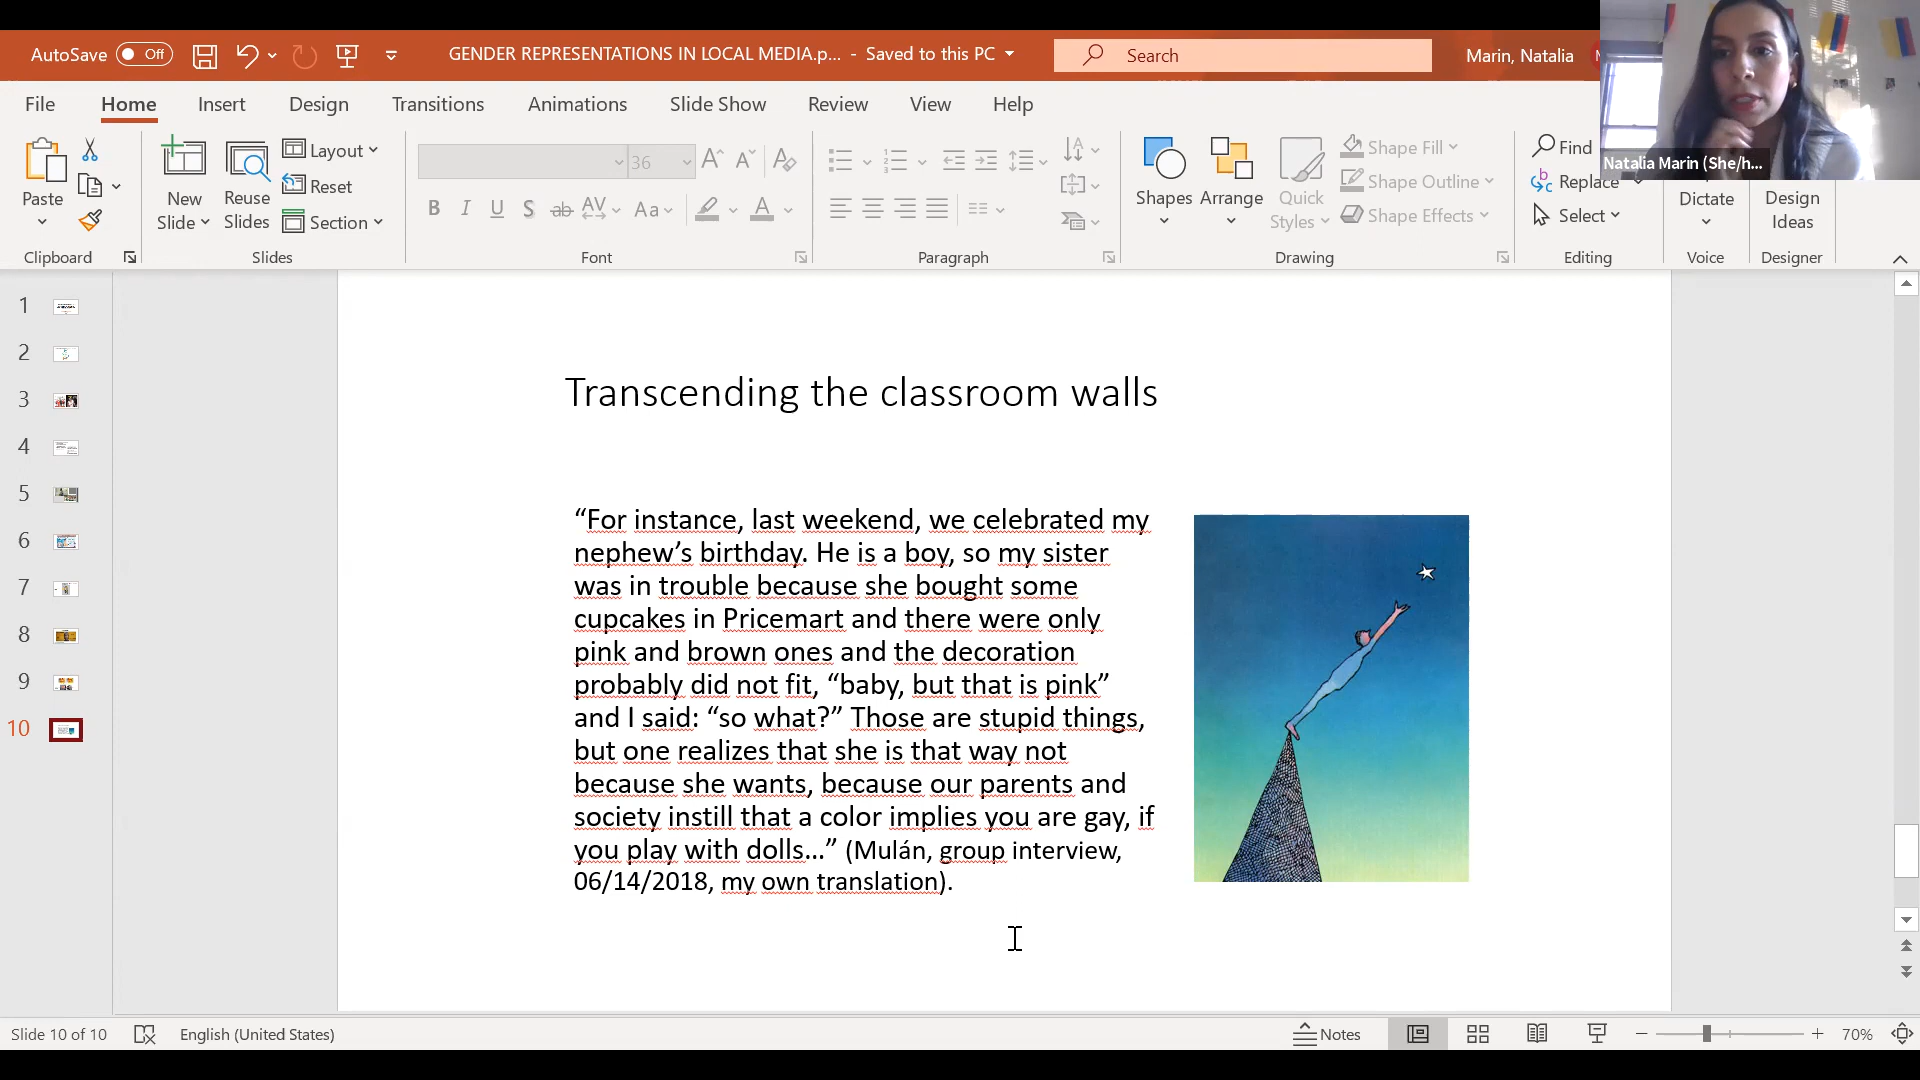 AutoSave Off
GENDER REPRESENTATIONS IN LOCAL MEDIA.p... - Saved to this PC
Search
Marin, Natalia
File Home Insert Design Transitions Animations Slide Show Review View Help
Paste
New Slide
Reuse Slides
Layout
Reset
Section
36
B I U S ab AV Aa A
Shapes
Arrange
Quick Styles
Shape Fill
Shape Outline
Shape Effects
Find
Replace
Select
Dictate
Design Ideas
Natalia Marin (She/h...
Clipboard Slides Font Paragraph Drawing Editing Voice Designer
1
2
3
4
5
6
7
8
9
10
Transcending the classroom walls
“For instance, last weekend, we celebrated my
nephew’s birthday. He is a boy, so my sister
was in trouble because she bought some
cupcakes in Pricemart and there were only
pink and brown ones and the decoration
probably did not fit, “baby, but that is pink”
and I said: “so what?” Those are stupid things,
but one realizes that she is that way not
because she wants, because our parents and
society instill that a color implies you are gay, if
you play with dolls…” (Mulán, group interview,
06/14/2018, my own translation).
Slide 10 of 10
English (United States)
Notes
70%